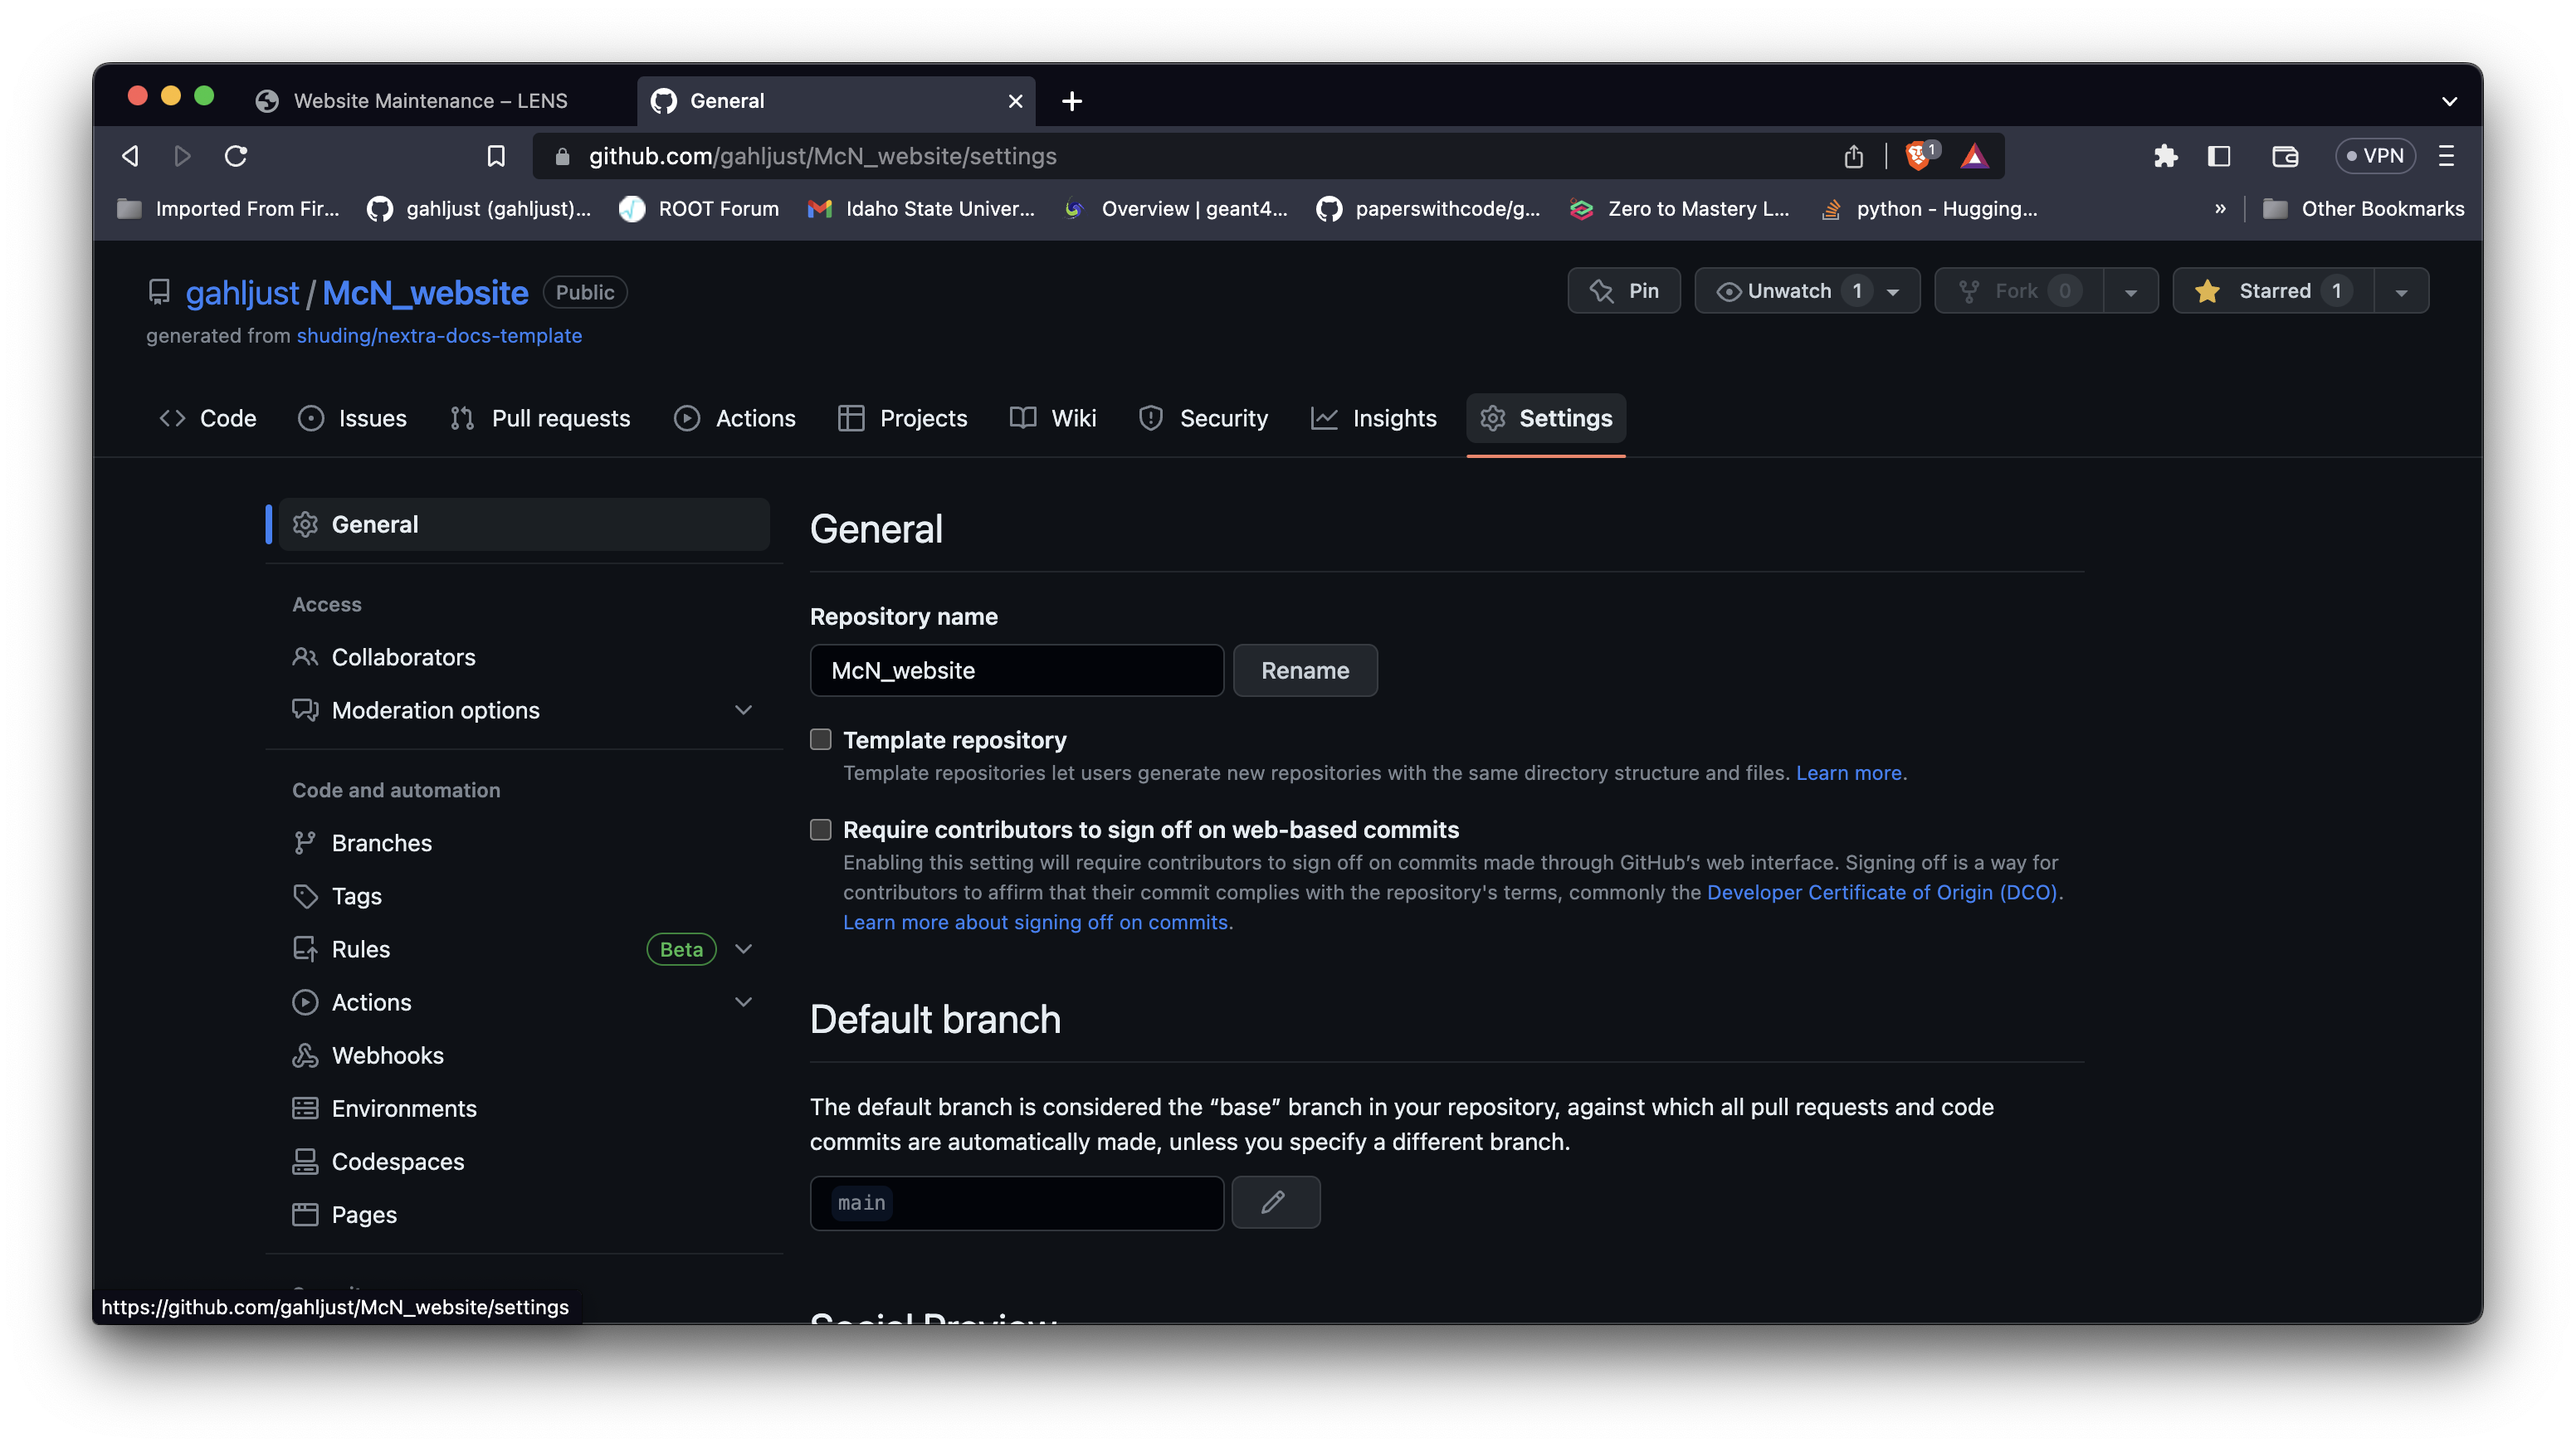 Website Maintenance – LENS
General
github.com/gahljust/McN_website/settings
1
VPN
Imported From Fir...
gahljust (gahljust)...
ROOT Forum
Idaho State Univer...
Overview | geant4...
paperswithcode/g...
Zero to Mastery L...
python - Hugging...
»
Other Bookmarks
gahljust / McN_website Public
generated from shuding/nextra-docs-template
Pin
Unwatch 1
Fork 0
Starred 1
Code
Issues
Pull requests
Actions
Projects
Wiki
Security
Insights
Settings
General
Access
Collaborators
Moderation options
Code and automation
Branches
Tags
Rules Beta
Actions
Webhooks
Environments
Codespaces
Pages
https://github.com/gahljust/McN_website/settings
General
Repository name
McN_website Rename
Template repository
Template repositories let users generate new repositories with the same directory structure and files. Learn more.
Require contributors to sign off on web-based commits
Enabling this setting will require contributors to sign off on commits made through GitHub’s web interface. Signing off is a way for
contributors to affirm that their commit complies with the repository's terms, commonly the Developer Certificate of Origin (DCO).
Learn more about signing off on commits.
Default branch
The default branch is considered the “base” branch in your repository, against which all pull requests and code
commits are automatically made, unless you specify a different branch.
main
Social Preview